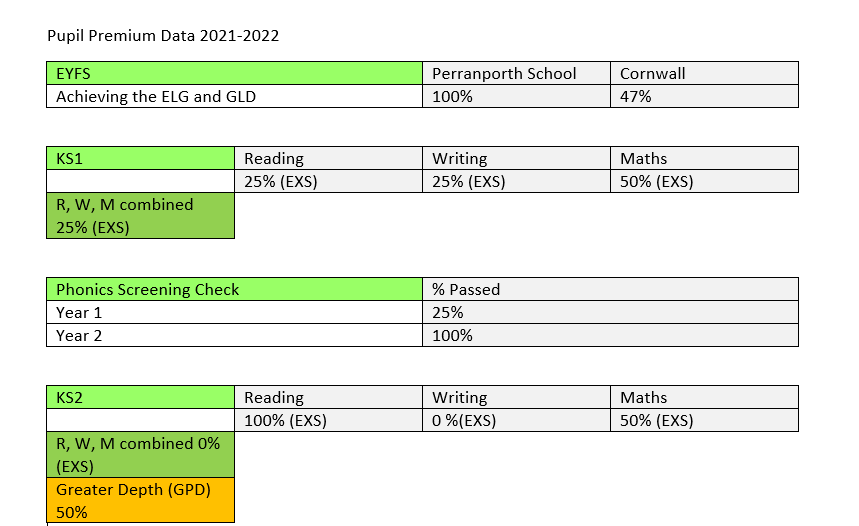 Pupil Premium Data 2021-2022
EYFS Perranporth School Cornwall
Achieving the ELG and GLD 100% 47%
KS1 Reading Writing Maths
25% (EXS) 25% (EXS) 50% (EXS)
R, W, M combined
25% (EXS)
Phonics Screening Check % Passed
Year 1 25%
Year 2 100%
KS2 Reading Writing Maths
100% (EXS) 0 %(EXS) 50% (EXS)
R, W, M combined 0%
(EXS)
Greater Depth (GPD)
50%